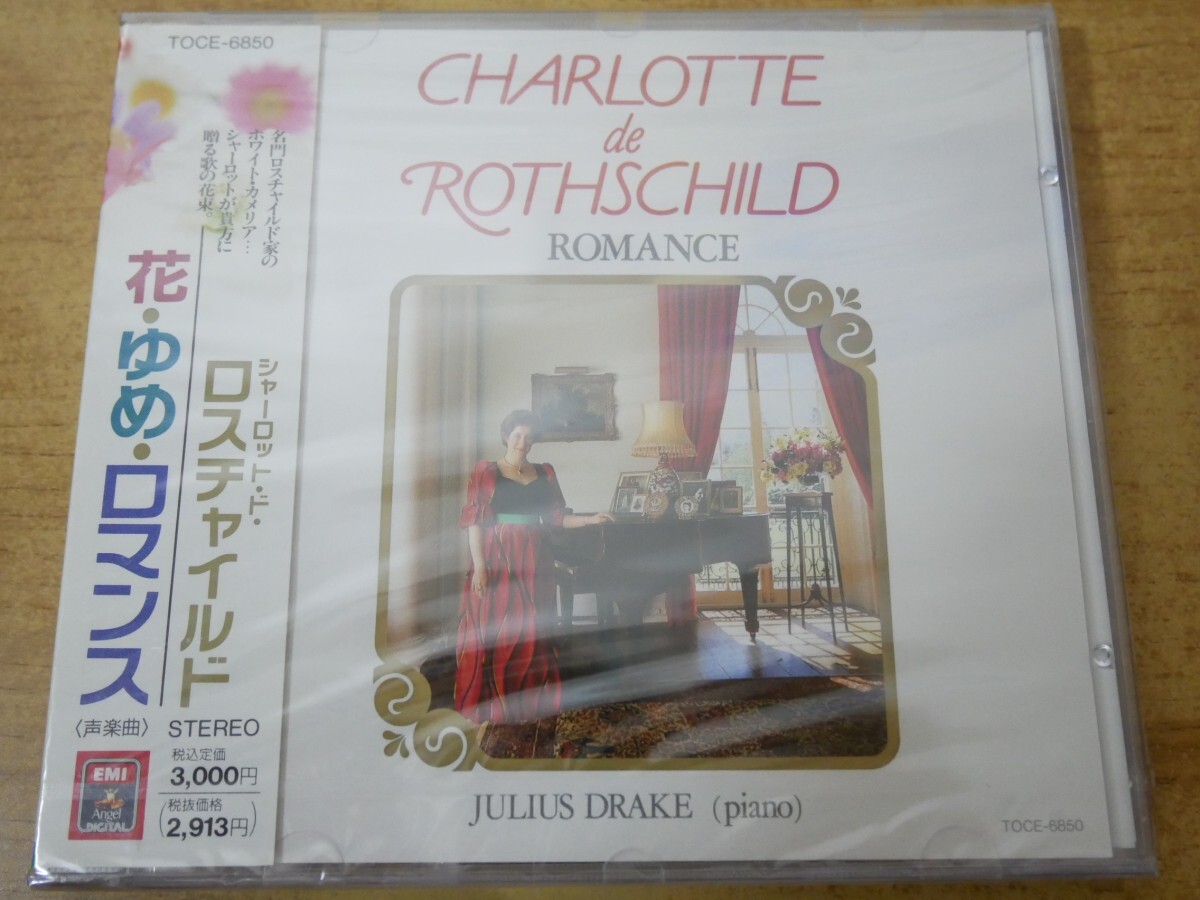 TOCE-6850
名門ロスチャイルド家の
ホワイト・カメリア…
シャーロットが貴方に
贈る歌の花束。
シャーロット・ド・
ロスチャイルド
花・ゆめ・ロマンス
〈声楽曲〉 STEREO
税込定価
3,000円
(税抜価格
2,913円)
EMI
Angel
DIGITAL
CHARLOTTE
de
ROTHSCHILD
ROMANCE
JULIUS DRAKE (piano)
TOCE-6850